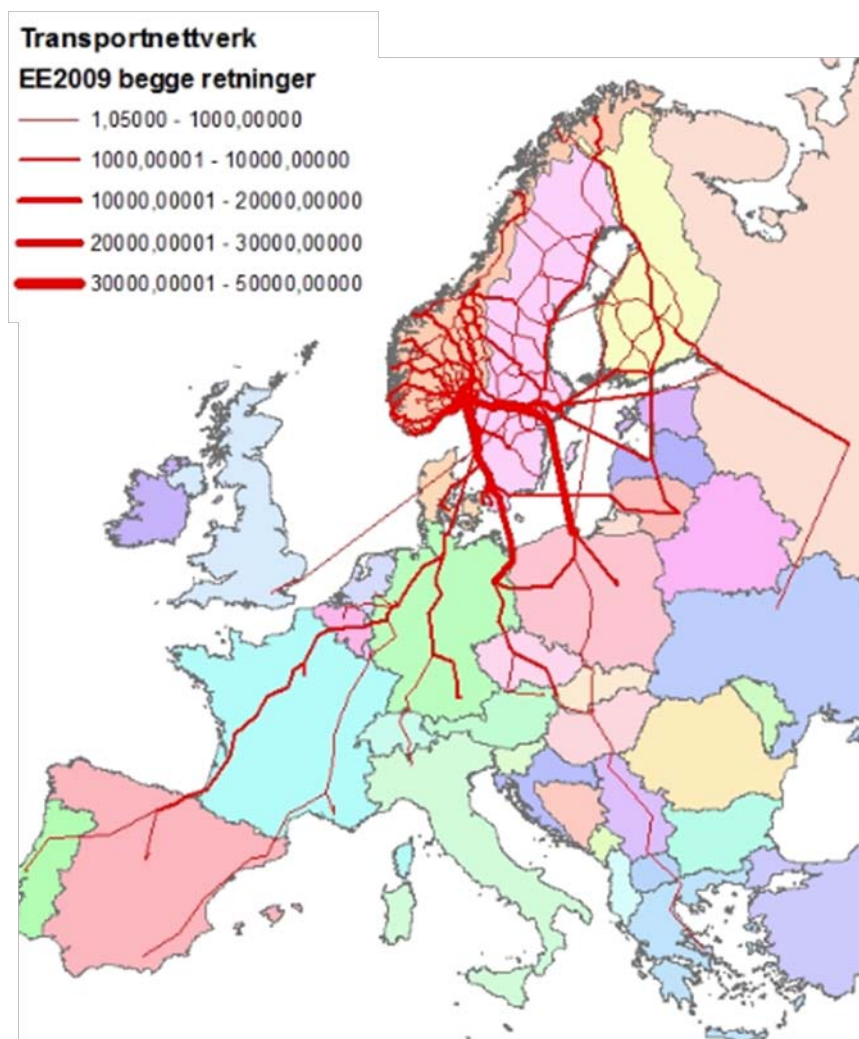 Transportnettverk
EE2009 begge retninger
1,05000 - 1000,00000
1000,00001 - 10000,00000
10000,00001 - 20000,00000
20000,00001 - 30000,00000
30000,00001 - 50000,00000